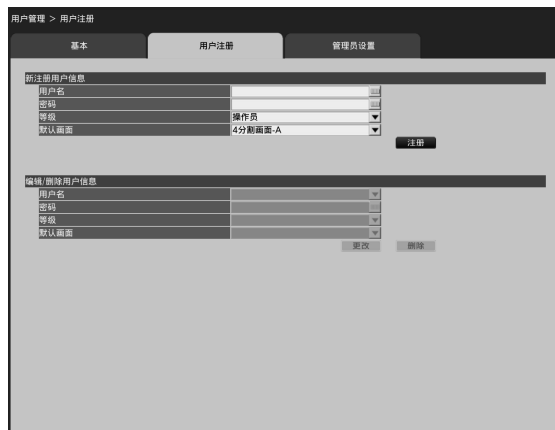 用户管理 > 用户注册
基本 用户注册 管理员设置
新注册用户信息
用户名
密码
等级 操作员
默认画面 4分割画面-A
注册
编辑/删除用户信息
用户名
密码
等级
默认画面
更改 删除